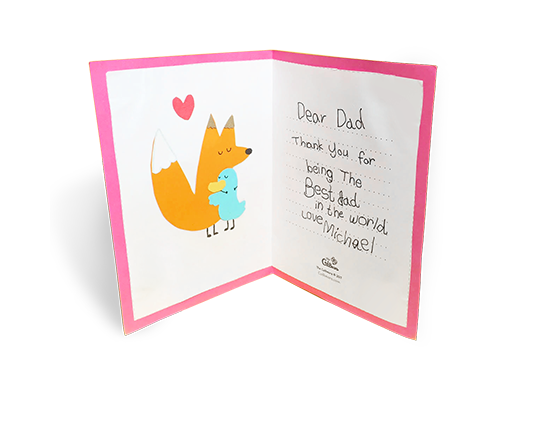 Dear Dad
Thank You for
being The
Best dad
in the world
Love Michael